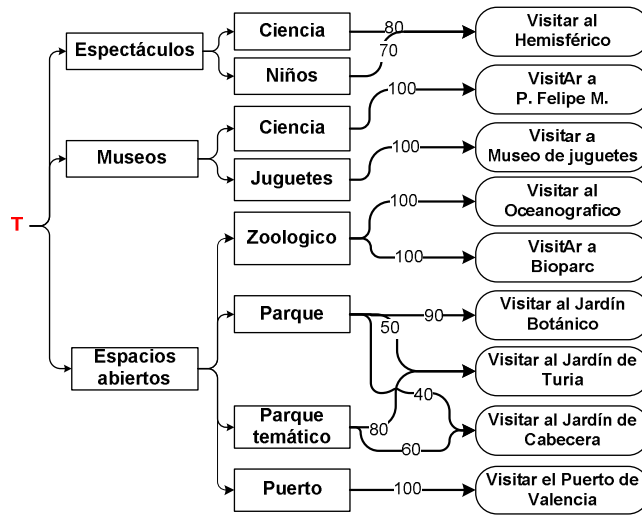 T
Espectáculos
Museos
Espacios
abiertos
Ciencia
Niños
Ciencia
Juguetes
Zoologico
Parque
Parque
temático
Puerto
80
70
100
100
100
100
90
50
40
80
60
100
Visitar al
Hemisférico
VisitAr a
P. Felipe M.
Visitar a
Museo de juguetes
Visitar al
Oceanografico
VisitAr a
Bioparc
Visitar al Jardín
Botánico
Visitar al Jardín de
Turia
Visitar al Jardín de
Cabecera
Visitar el Puerto de
Valencia